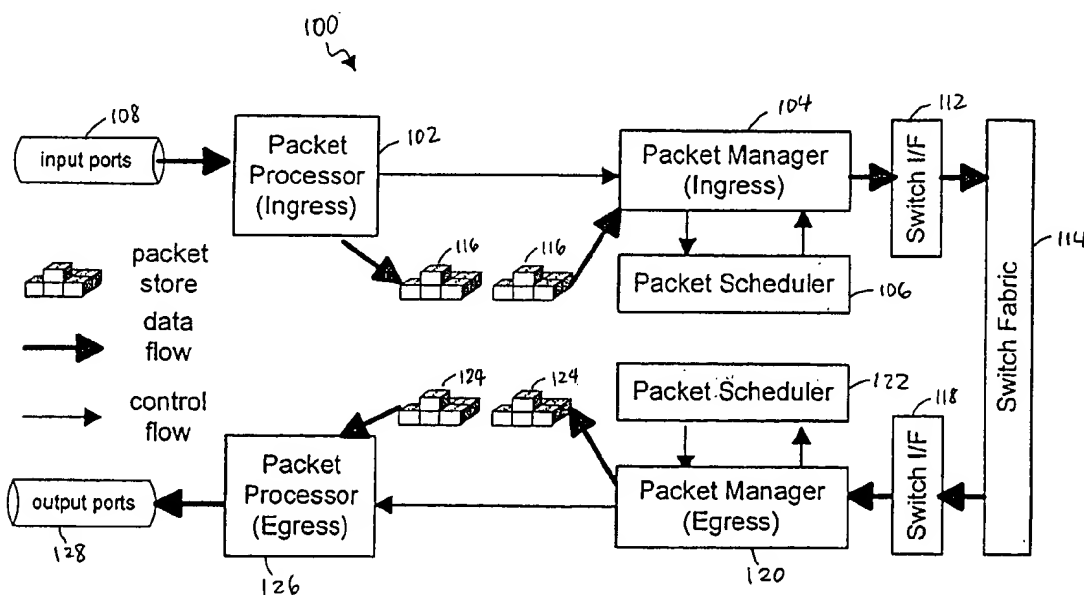 100
108
input ports
Packet
Processor
(Ingress)
102
104
Packet Manager
(Ingress)
112
Switch I/F
Switch Fabric
114
116
116
Packet Scheduler
106
packet
store
data
flow
control
flow
124
124
Packet Scheduler
122
118
Switch I/F
output ports
128
Packet
Processor
(Egress)
126
Packet Manager
(Egress)
120